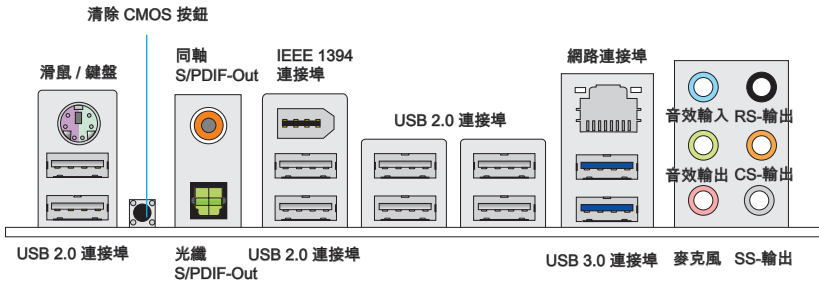 清除 CMOS 按鈕
滑鼠 / 鍵盤
同軸
S/PDIF-Out
IEEE 1394
連接埠
USB 2.0 連接埠
網路連接埠
音效輸入 RS-輸出
音效輸出 CS-輸出
USB 2.0 連接埠
光纖
S/PDIF-Out
USB 2.0 連接埠
USB 3.0 連接埠
麥克風 SS-輸出